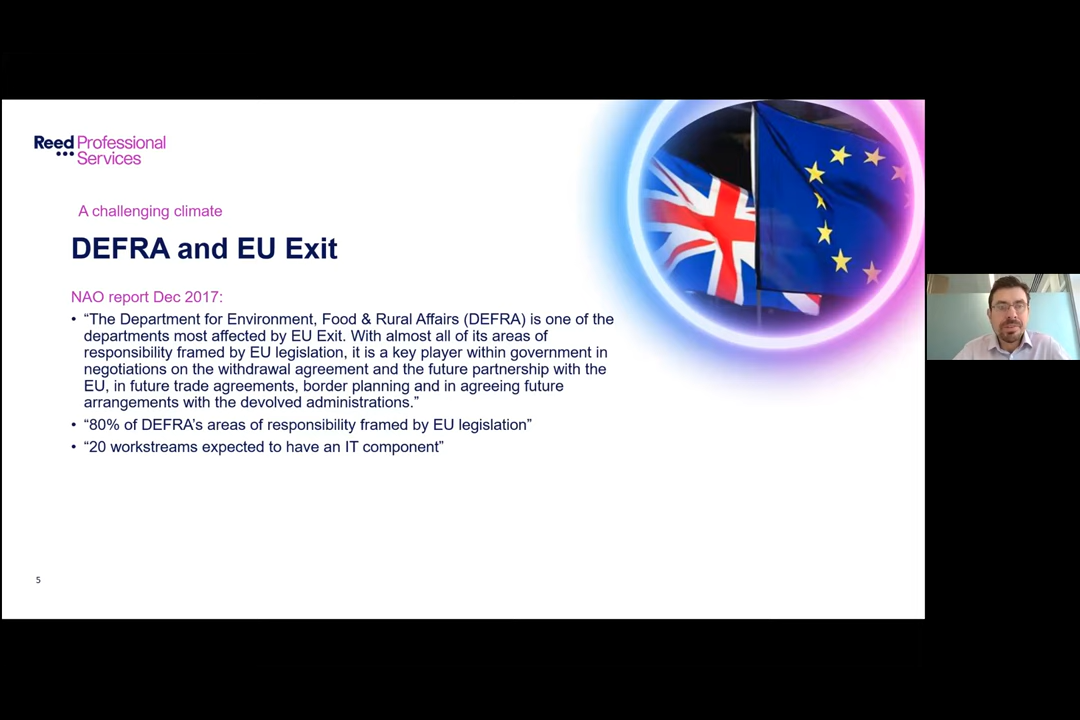 Reed Professional
Services
A challenging climate
DEFRA and EU Exit
NAO report Dec 2017:
• “The Department for Environment, Food & Rural Affairs (DEFRA) is one of the
departments most affected by EU Exit. With almost all of its areas of
responsibility framed by EU legislation, it is a key player within government in
negotiations on the withdrawal agreement and the future partnership with the
EU, in future trade agreements, border planning and in agreeing future
arrangements with the devolved administrations.”
• “80% of DEFRA’s areas of responsibility framed by EU legislation”
• “20 workstreams expected to have an IT component”
5